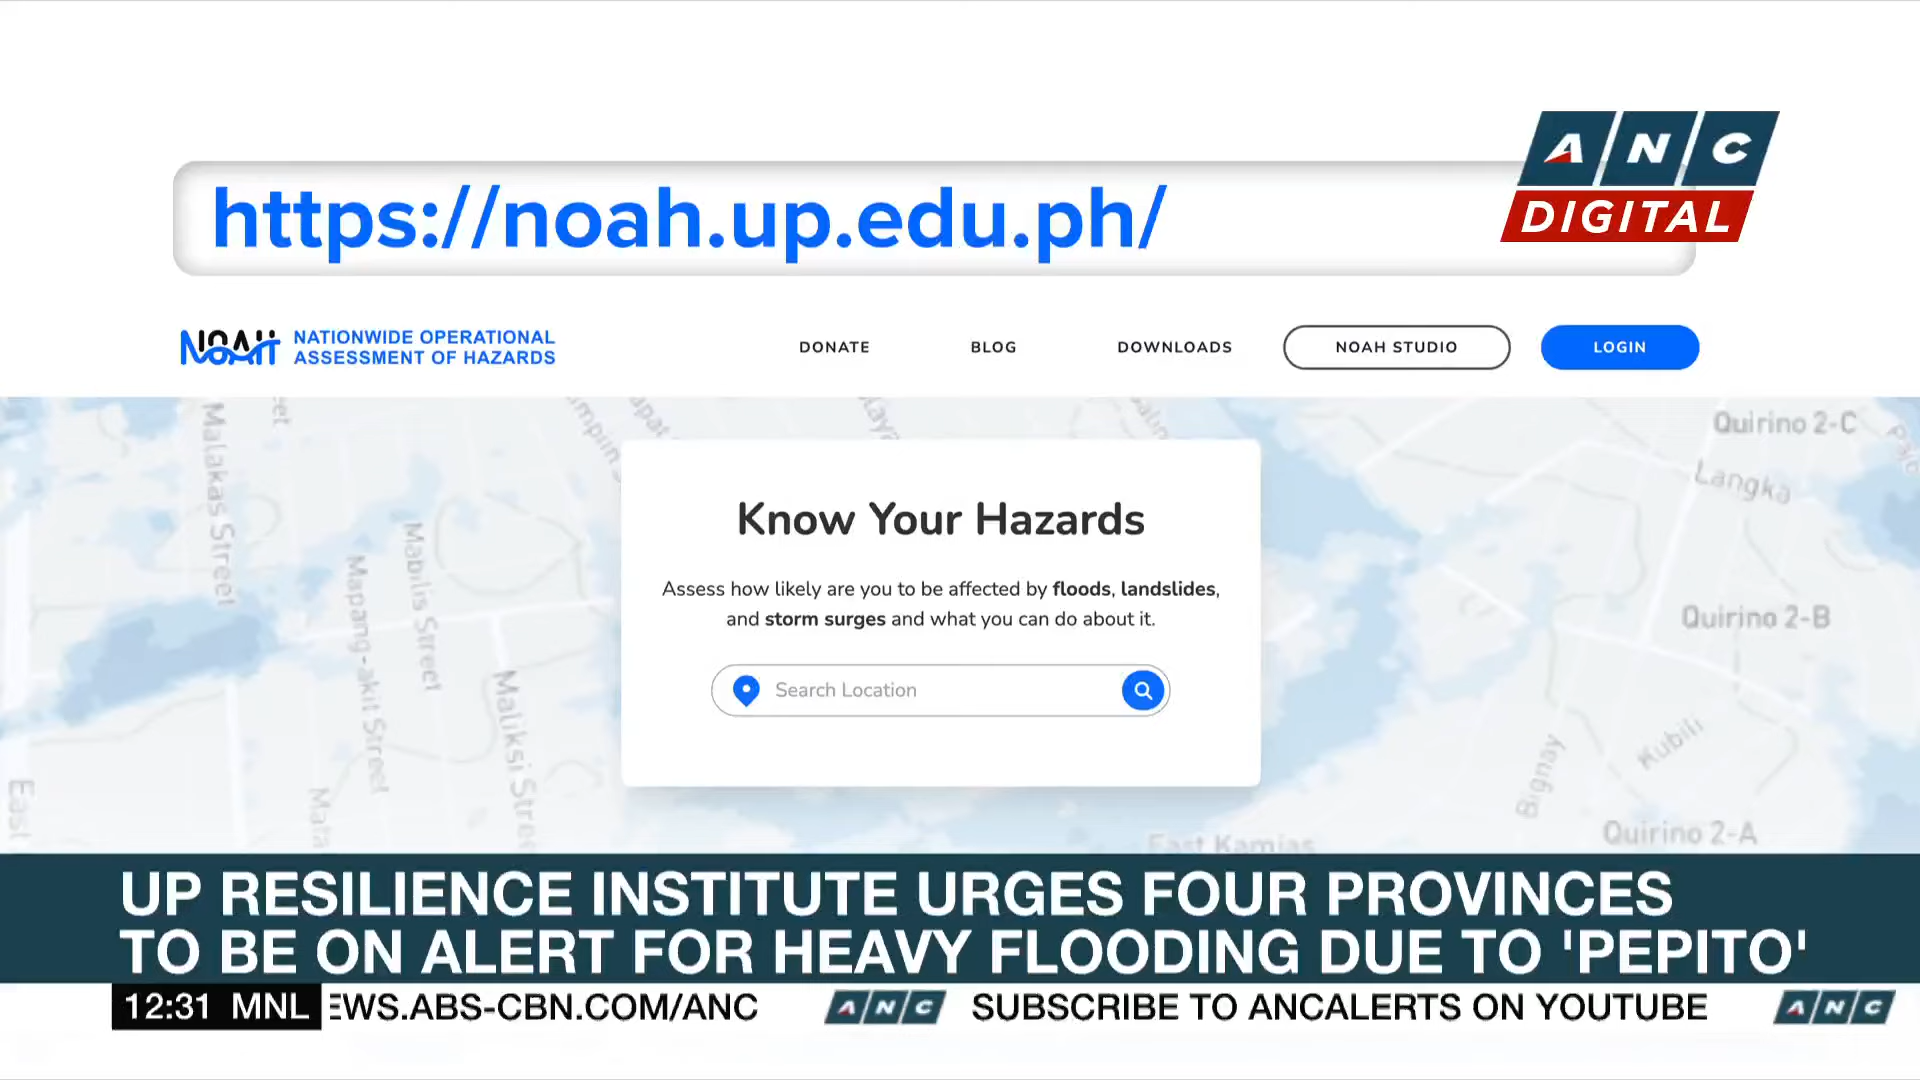 ANC
DIGITAL
https://noah.up.edu.ph/
NOAH
NATIONWIDE OPERATIONAL
ASSESSMENT OF HAZARDS
DONATE
BLOG
DOWNLOADS
NOAH STUDIO
LOGIN
Malakas Street
Mabilis Street
Mapang-akit Street
Maliksi
East
Quirino 2-C
Langka
Quirino 2-B
Kubili
Bignay
Quirino 2-A
East Kamias
Know Your Hazards
Assess how likely are you to be affected by floods, landslides,
and storm surges and what you can do about it.
Search Location
UP RESILIENCE INSTITUTE URGES FOUR PROVINCES
TO BE ON ALERT FOR HEAVY FLOODING DUE TO 'PEPITO'
12:31 MNL EWS.ABS-CBN.COM/ANC ANC SUBSCRIBE TO ANCALERTS ON YOUTUBE ANC